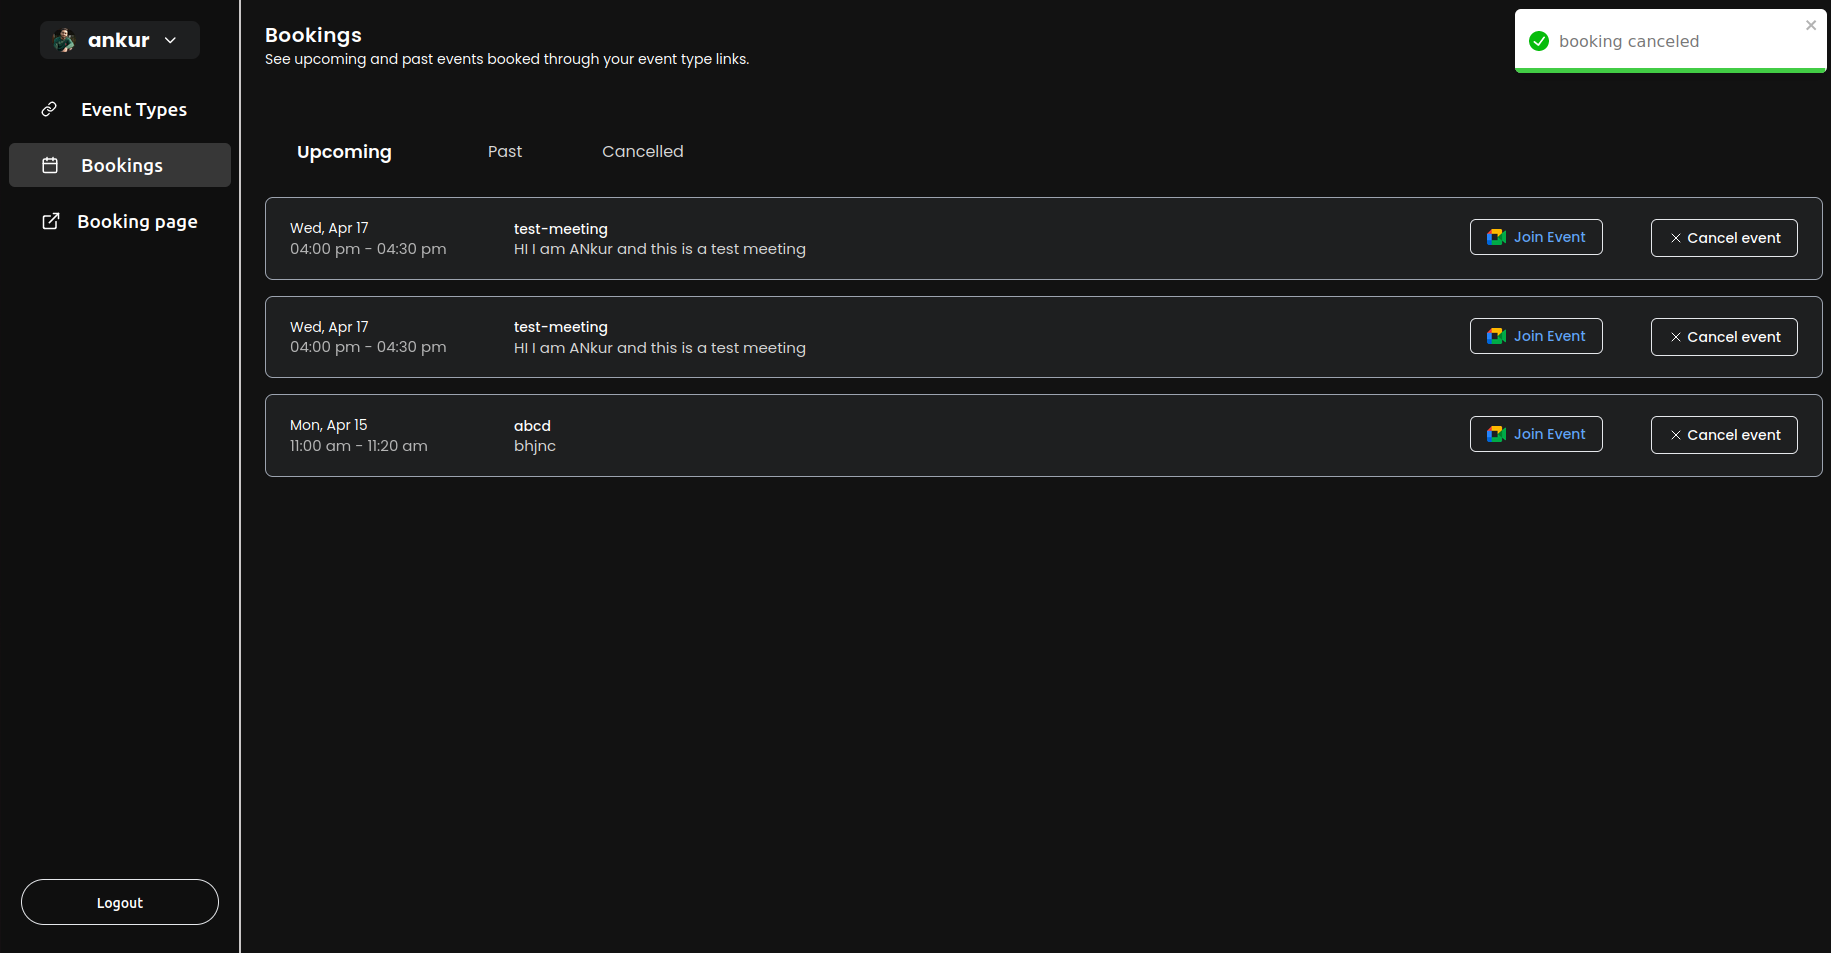 ankur
Event Types
Bookings
Booking page
Logout
Bookings
See upcoming and past events booked through your event type links.
booking canceled
Upcoming Past Cancelled
Wed, Apr 17
04:00 pm - 04:30 pm
test-meeting
HI I am ANkur and this is a test meeting
Join Event
Cancel event
Wed, Apr 17
04:00 pm - 04:30 pm
test-meeting
HI I am ANkur and this is a test meeting
Join Event
Cancel event
Mon, Apr 15
11:00 am - 11:20 am
abcd
bhjnc
Join Event
Cancel event